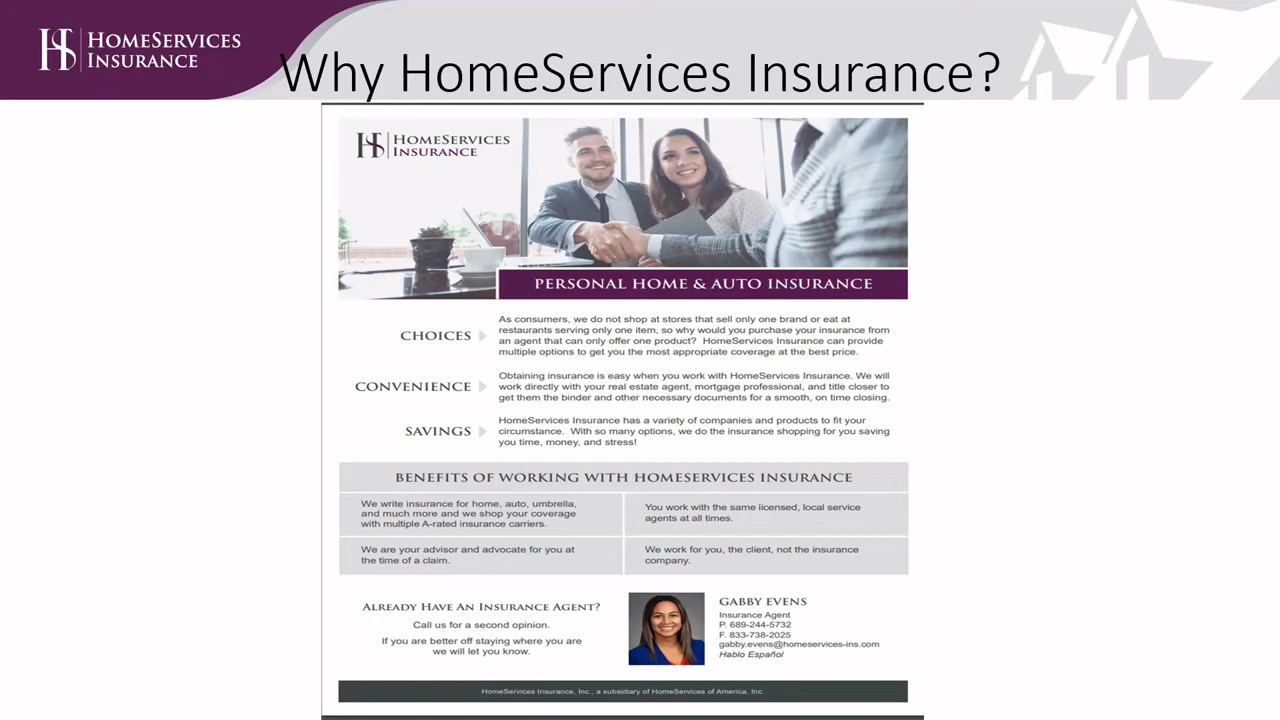 HS HomeServices
Insurance
Why HomeServices Insurance?
HS HomeServices
Insurance
PERSONAL HOME & AUTO INSURANCE
CHOICES
As consumers, we do not shop at stores that sell only one brand or eat at
restaurants serving only one item, so why would you purchase your insurance from
an agent that can only offer one product? HomeServices Insurance can provide
multiple options to get you the most appropriate coverage at the best price.
CONVENIENCE
Obtaining insurance is easy when you work with HomeServices Insurance. We will
work directly with your real estate agent, mortgage professional, and title closer to
get them the binder and other necessary documents for a smooth, on time closing.
SAVINGS
HomeServices Insurance has a variety of companies and products to fit your
circumstance. With so many options, we do the insurance shopping for you saving
you time, money, and stress!
BENEFITS OF WORKING WITH HOMESERVICES INSURANCE
We write insurance for home, auto, umbrella,
and much more and we shop your coverage
with multiple A-rated insurance carriers.
You work with the same licensed, local service
agents at all times.
We are your advisor and advocate for you at
the time of a claim.
We work for you, the client, not the insurance
company.
Already Have An Insurance Agent?
Call us for a second opinion.
If you are better off staying where you are
we will let you know.
GABBY EVENS
Insurance Agent
P. 689-244-5732
F. 833-738-2025
gabby.evens@homeservices-ins.com
Hablo Español
HomeServices Insurance, Inc., a subsidiary of HomeServices of America, Inc.